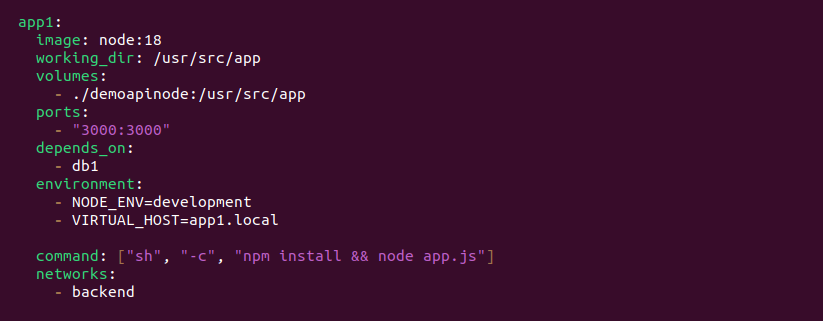 app1:
  image: node:18
  working_dir: /usr/src/app
  volumes:
    - ./demoapinode:/usr/src/app
  ports:
    - "3000:3000"
  depends_on:
    - db1
  environment:
    - NODE_ENV=development
    - VIRTUAL_HOST=app1.local

  command: ["sh", "-c", "npm install && node app.js"]
  networks:
    - backend